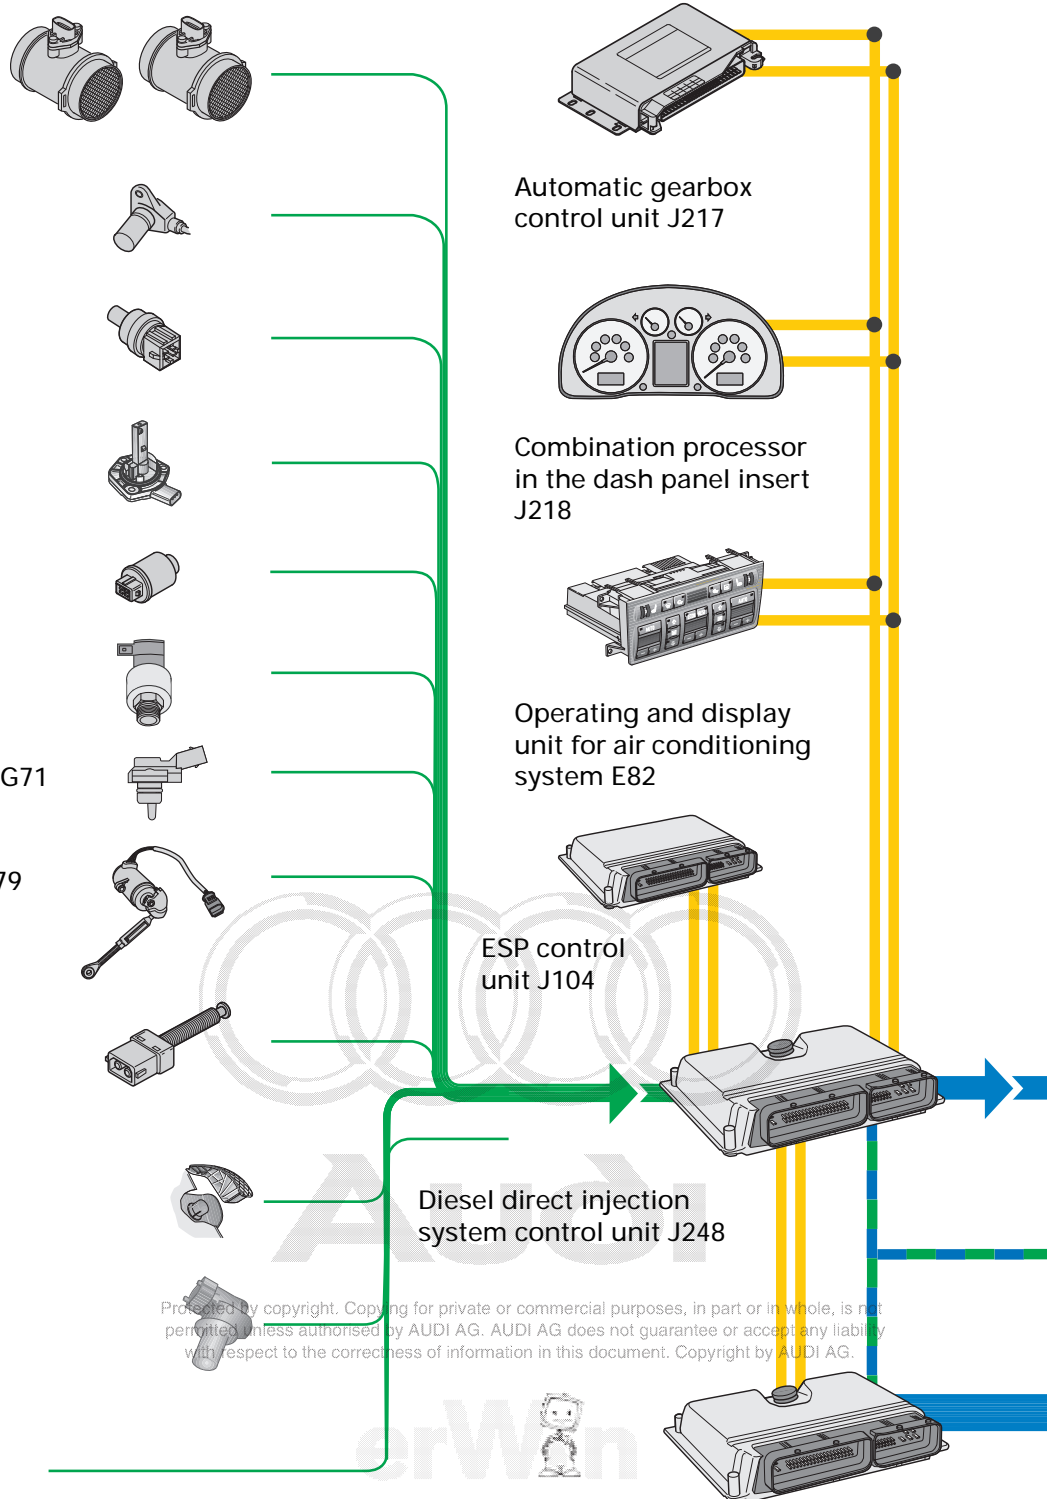 Automatic gearbox
control unit J217
Combination processor
in the dash panel insert
J218
Operating and display
unit for air conditioning
system E82
G71
79
ESP control
unit J104
Audi
Diesel direct injection
system control unit J248
Protected by copyright. Copying for private or commercial purposes, in part or in whole, is not
permitted unless authorised by AUDI AG. AUDI AG does not guarantee or accept any liability
with respect to the correctness of information in this document. Copyright by AUDI AG.
erWin